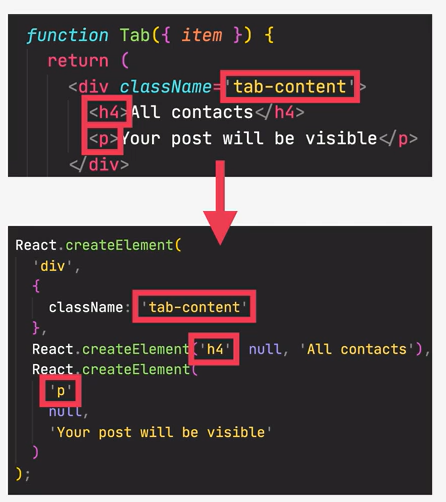 function Tab({ item }) {
return (
<div className='tab-content'>
<h4>All contacts</h4>
<p>Your post will be visible</p>
</div>
React.createElement(
'div',
{
className: 'tab-content'
},
React.createElement('h4' null, 'All contacts'),
React.createElement(
'p'
null,
'Your post will be visible'
)
);